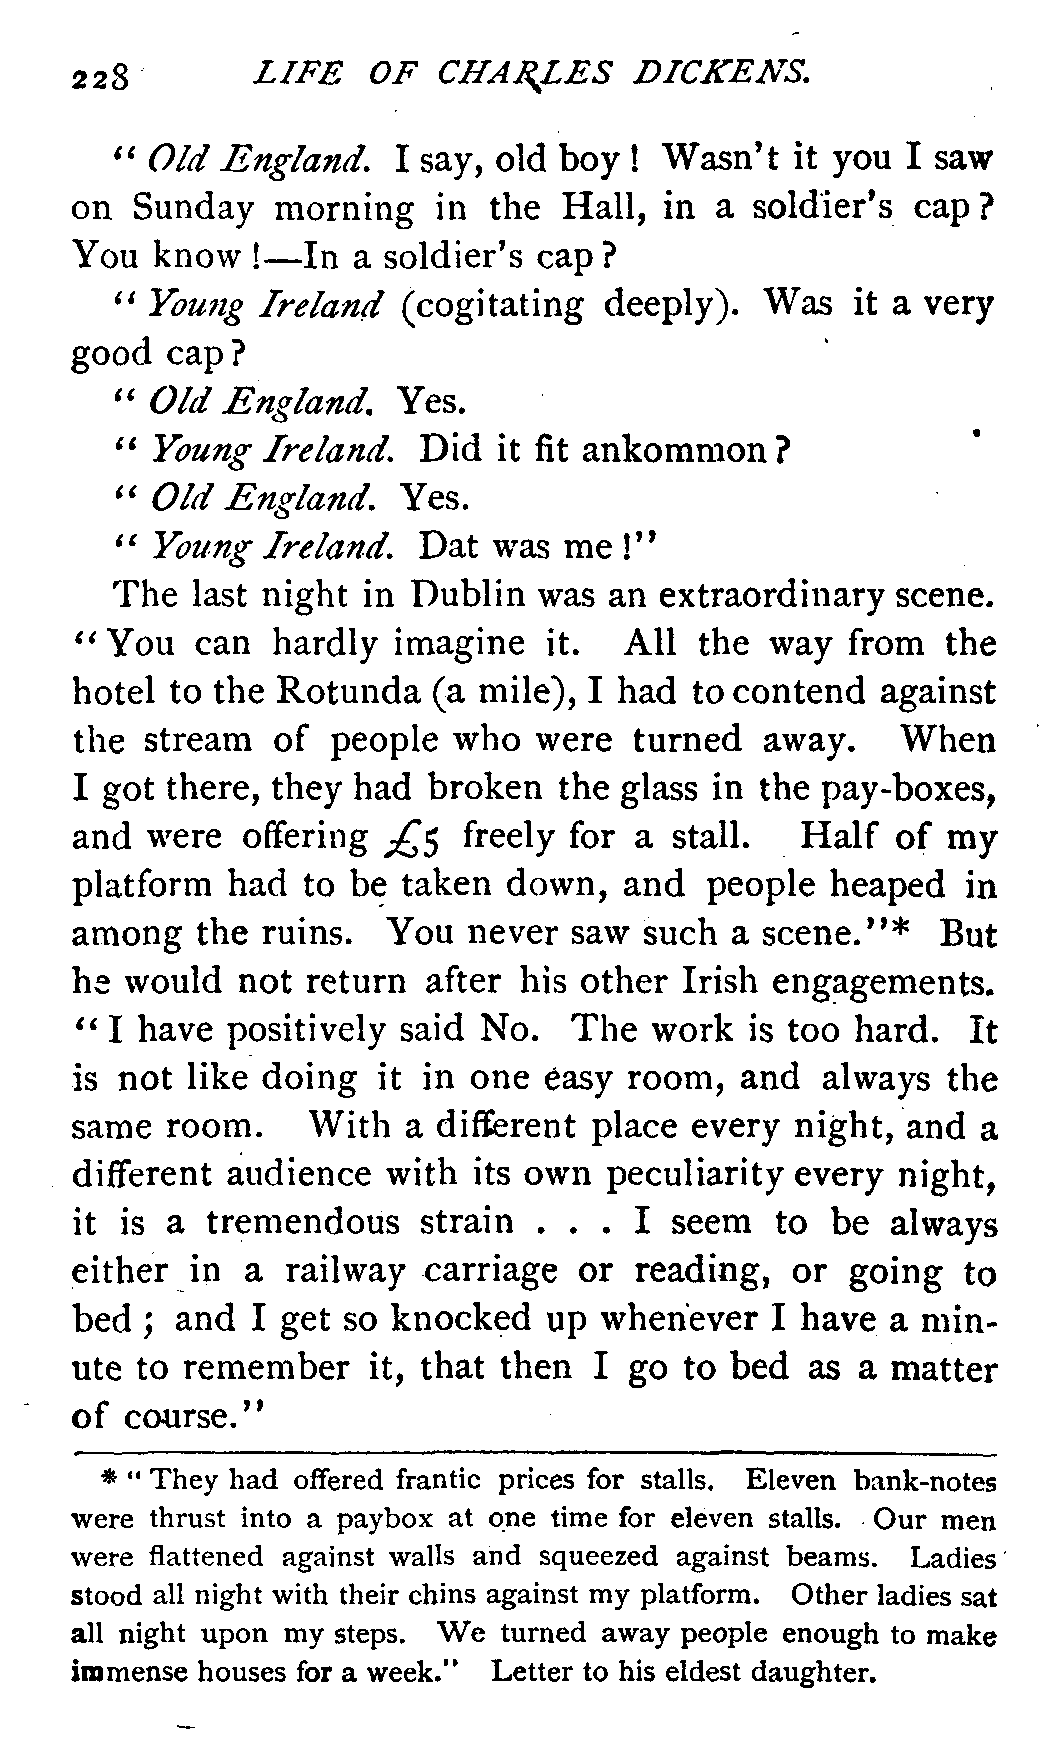 228 LIFE OF CHARLES DICKENS.
" Old England. I say, old boy ! Wasn't it you I saw
on Sunday morning in the Hall, in a soldier's cap ?
You know !—In a soldier's cap ?
" Young Ireland (cogitating deeply). Was it a very
good cap ?
" Old England. Yes.
" Young Ireland. Did it fit ankommon ?
" Old England. Yes.
" Young Ireland. Dat was me !"
The last night in Dublin was an extraordinary scene.
" You can hardly imagine it. All the way from the
hotel to the Rotunda (a mile), I had to contend against
the stream of people who were turned away. When
I got there, they had broken the glass in the pay-boxes,
and were offering £5 freely for a stall. Half of my
platform had to be taken down, and people heaped in
among the ruins. You never saw such a scene."* But
he would not return after his other Irish engagements.
" I have positively said No. The work is too hard. It
is not like doing it in one easy room, and always the
same room. With a different place every night, and a
different audience with its own peculiarity every night,
it is a tremendous strain . . . I seem to be always
either in a railway carriage or reading, or going to
bed ; and I get so knocked up whenever I have a min-
ute to remember it, that then I go to bed as a matter
of course."
* " They had offered frantic prices for stalls. Eleven bank-notes
were thrust into a paybox at one time for eleven stalls. Our men
were flattened against walls and squeezed against beams. Ladies
stood all night with their chins against my platform. Other ladies sat
all night upon my steps. We turned away people enough to make
immense houses for a week." Letter to his eldest daughter.